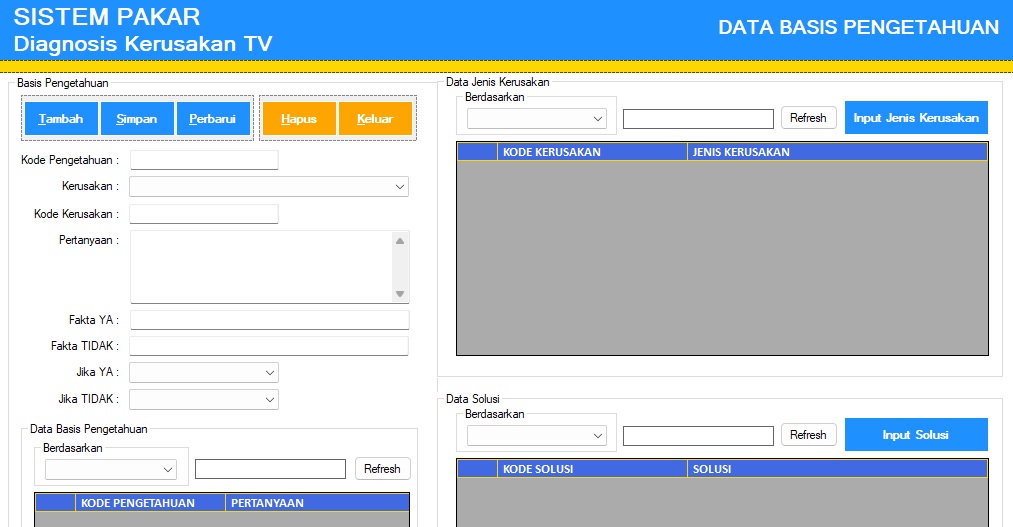 SISTEM PAKAR
Diagnosis Kerusakan TV
DATA BASIS PENGETAHUAN
Basis Pengetahuan
Tambah Simpan Perbarui Hapus Keluar
Kode Pengetahuan :
Kerusakan :
Kode Kerusakan :
Pertanyaan :
Fakta YA :
Fakta TIDAK :
Jika YA :
Jika TIDAK :
Data Basis Pengetahuan
Berdasarkan
Refresh
KODE PENGETAHUAN PERTANYAAN
Data Jenis Kerusakan
Berdasarkan
Refresh Input Jenis Kerusakan
KODE KERUSAKAN JENIS KERUSAKAN
Data Solusi
Berdasarkan
Refresh Input Solusi
KODE SOLUSI SOLUSI